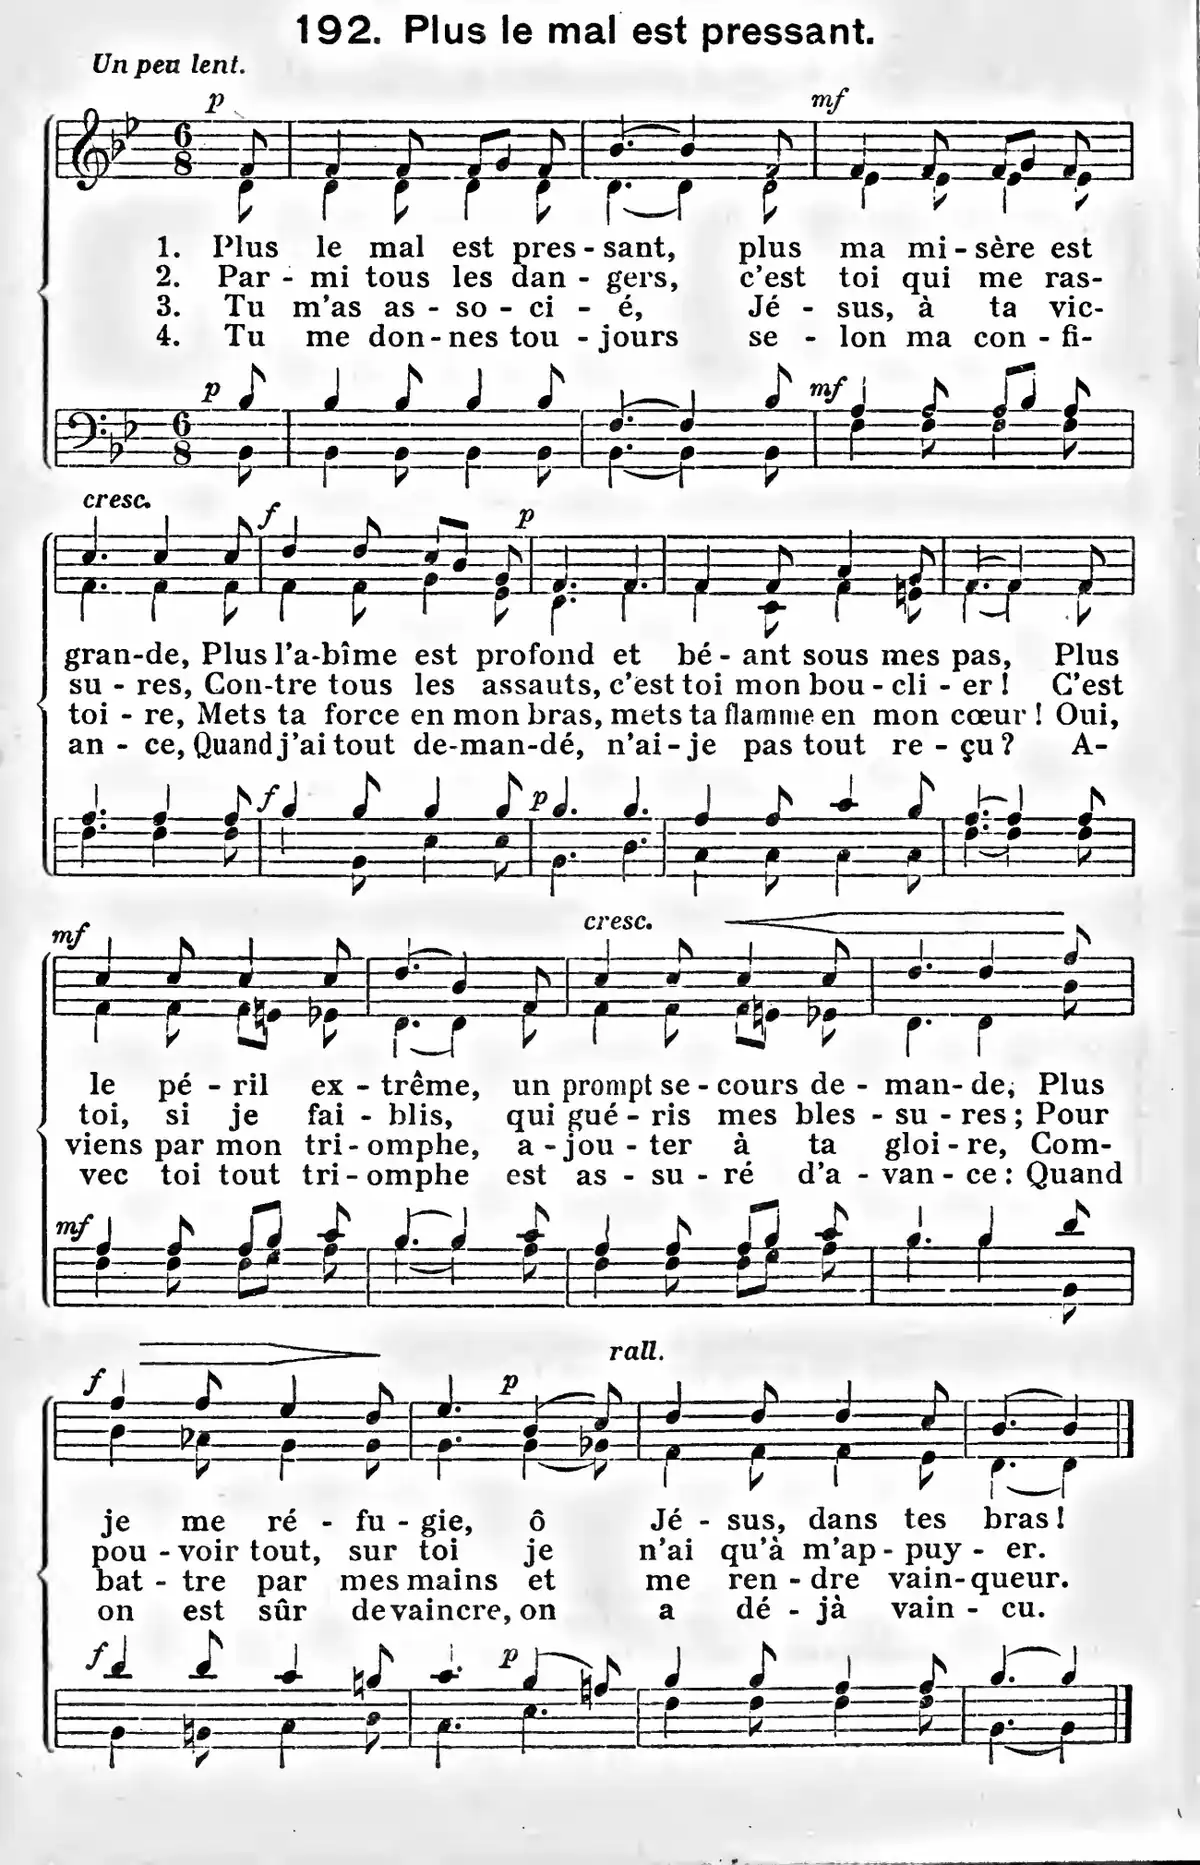 192. Plus le mal est pressant.
Un peu lent.
p mf
6
8
1. Plus le mal est pres - sant, plus ma mi - sère est
2. Par - mi tous les dan - gers, c'est toi qui me ras-
3. Tu m'as as - so - ci - é, Jé - sus, à ta vic-
4. Tu me don - nes tou - jours se - lon ma con - fi-
p mf
6
8
cresc. f p
gran-de, Plus l'a-bîme est profond et bé - ant sous mes pas, Plus
su - res, Con-tre tous les assauts, c'est toi mon bou - cli - er ! C'est
toi - re, Mets ta force en mon bras, mets ta flamme en mon cœur ! Oui,
an - ce, Quand j'ai tout de-man-dé, n'ai - je pas tout re - çu ? A-
f p
mf cresc.
le pé - ril ex - trême, un prompt se - cours de - man - de, Plus
toi, si je fai - blis, qui gué - ris mes bles - su - res ; Pour
viens par mon tri - omphe, a - jou - ter à ta gloi - re, Com-
vec toi tout tri - omphe est as - su - ré d'a - van - ce : Quand
mf
f p rall.
je me ré - fu - gie, ô Jé - sus, dans tes bras !
pou - voir tout, sur toi je n'ai qu'à m'ap - puy - er.
bat - tre par mes mains et me ren - dre vain - queur.
on est sûr de vaincre, on a dé - jà vain - cu.
f p